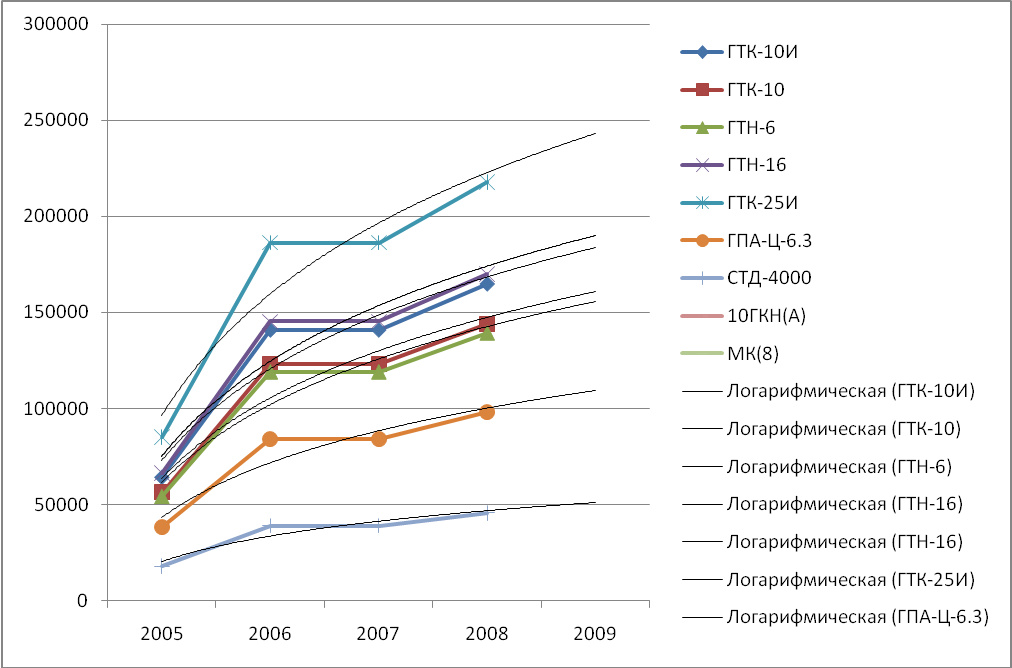 300000
250000
200000
150000
100000
50000
0
2005 2006 2007 2008 2009
ГТК-10И
ГТК-10
ГТН-6
ГТН-16
ГТК-25И
ГПА-Ц-6.3
СТД-4000
10ГКН(А)
МК(8)
Логарифмическая (ГТК-10И)
Логарифмическая (ГТК-10)
Логарифмическая (ГТН-6)
Логарифмическая (ГТН-16)
Логарифмическая (ГТН-16)
Логарифмическая (ГТК-25И)
Логарифмическая (ГПА-Ц-6.3)